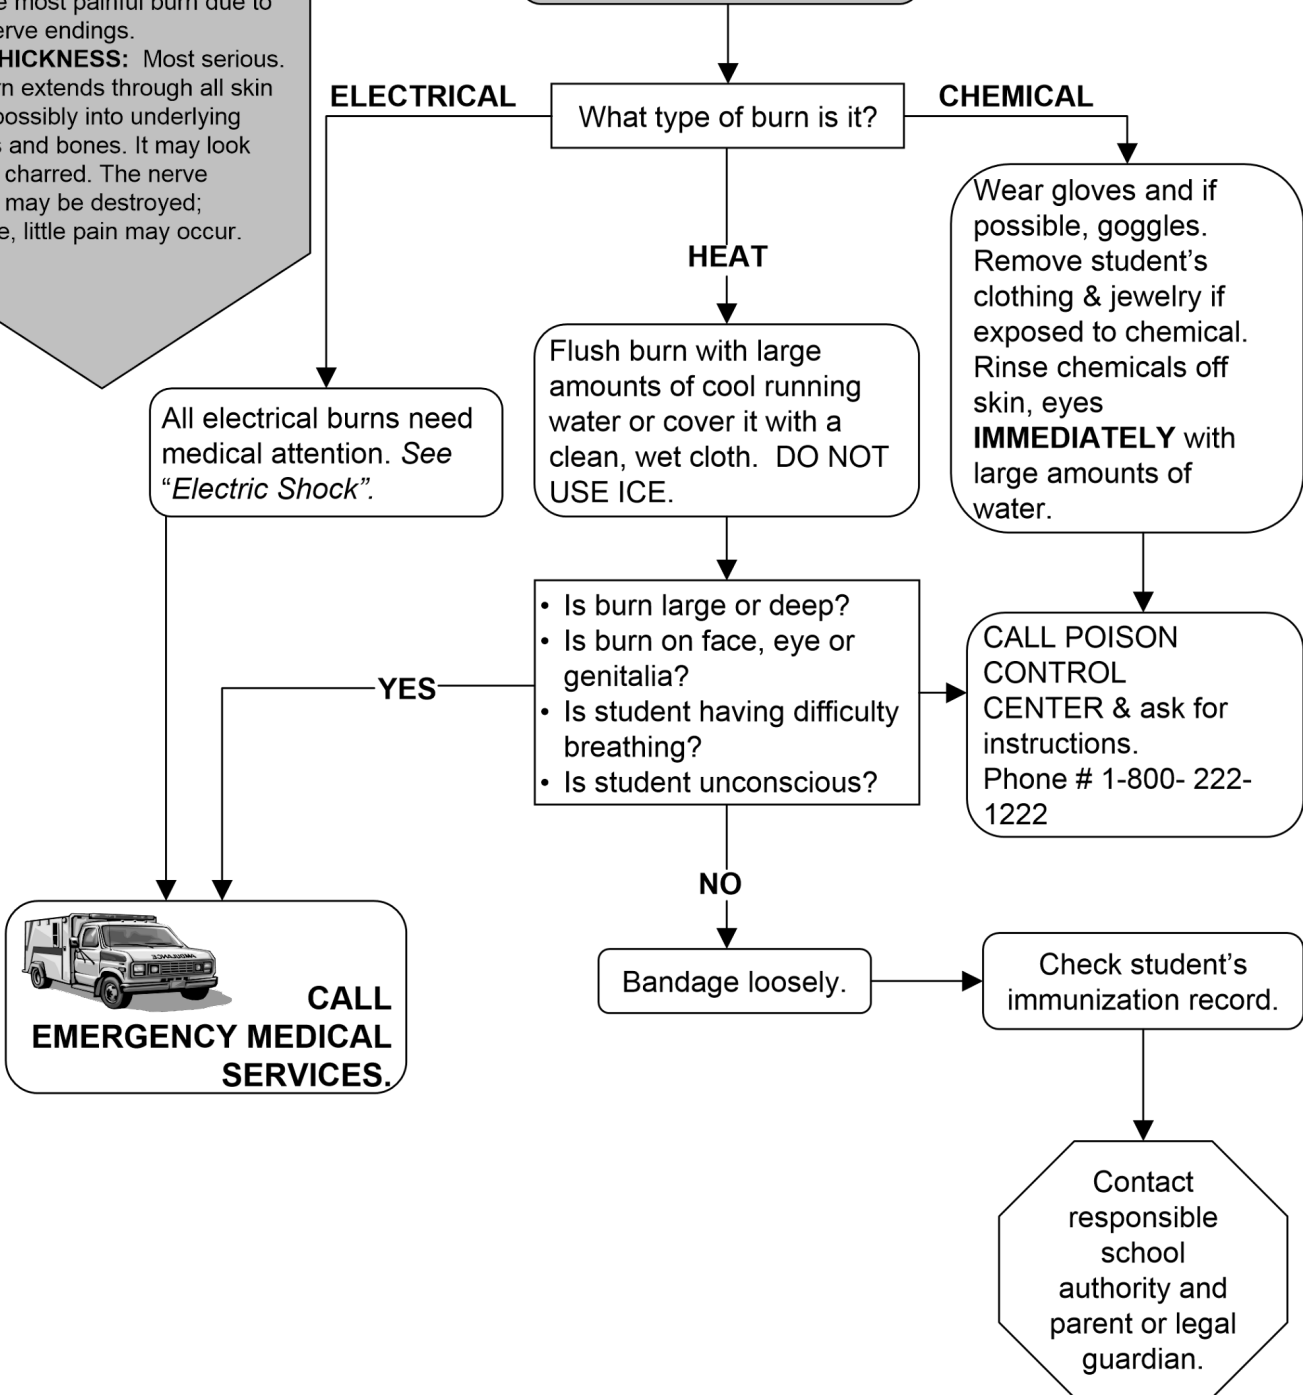 most painful burn due to
erve endings.
HICKNESS: Most serious.
rn extends through all skin
possibly into underlying
s and bones. It may look
charred. The nerve
may be destroyed;
e, little pain may occur.
What type of burn is it?
ELECTRICAL
CHEMICAL
HEAT
All electrical burns need
medical attention. See
“Electric Shock”.
Flush burn with large
amounts of cool running
water or cover it with a
clean, wet cloth. DO NOT
USE ICE.
Wear gloves and if
possible, goggles.
Remove student’s
clothing & jewelry if
exposed to chemical.
Rinse chemicals off
skin, eyes
IMMEDIATELY with
large amounts of
water.
• Is burn large or deep?
• Is burn on face, eye or
genitalia?
• Is student having difficulty
breathing?
• Is student unconscious?
YES
CALL POISON
CONTROL
CENTER & ask for
instructions.
Phone # 1-800- 222-
1222
NO
AMBULANCE
CALL
EMERGENCY MEDICAL
SERVICES.
Bandage loosely.
Check student’s
immunization record.
Contact
responsible
school
authority and
parent or legal
guardian.